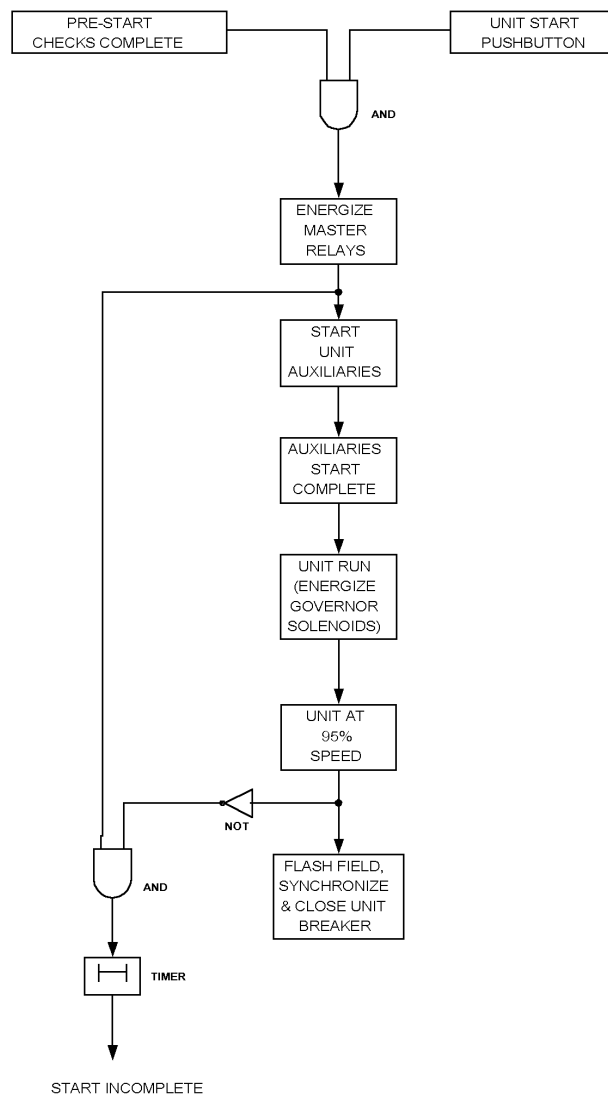 PRE-START
CHECKS COMPLETE
UNIT START
PUSHBUTTON
AND
ENERGIZE
MASTER
RELAYS
START
UNIT
AUXILIARIES
AUXILIARIES
START
COMPLETE
UNIT RUN
(ENERGIZE
GOVERNOR
SOLENOIDS)
UNIT AT
95%
SPEED
NOT
FLASH FIELD,
SYNCHRONIZE
& CLOSE UNIT
BREAKER
AND
TIMER
START INCOMPLETE